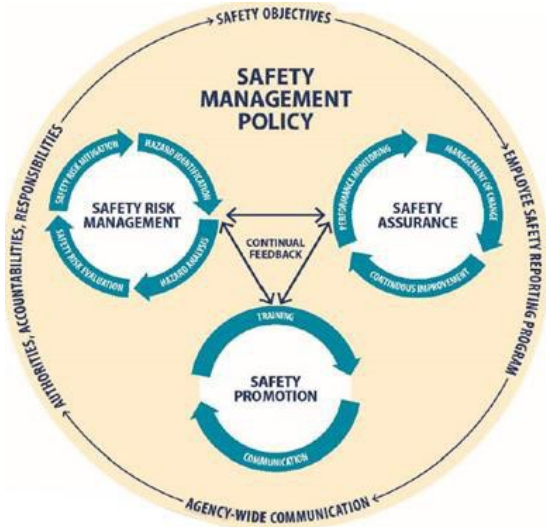 SAFETY OBJECTIVES
SAFETY
MANAGEMENT
POLICY
AUTHORITIES, ACCOUNTABILITIES, RESPONSIBILITIES
EMPLOYEE SAFETY REPORTING PROGRAM
SAFETY RISK MITIGATION
HAZARD IDENTIFICATION
SAFETY RISK
MANAGEMENT
SAFETY RISK EVALUATION
HAZARD ANALYSIS
CONTINUAL
FEEDBACK
PERFORMANCE MONITORING
MANAGEMENT OF CHANGE
SAFETY
ASSURANCE
CONTINUOUS IMPROVEMENT
TRAINING
SAFETY
PROMOTION
COMMUNICATION
AGENCY-WIDE COMMUNICATION